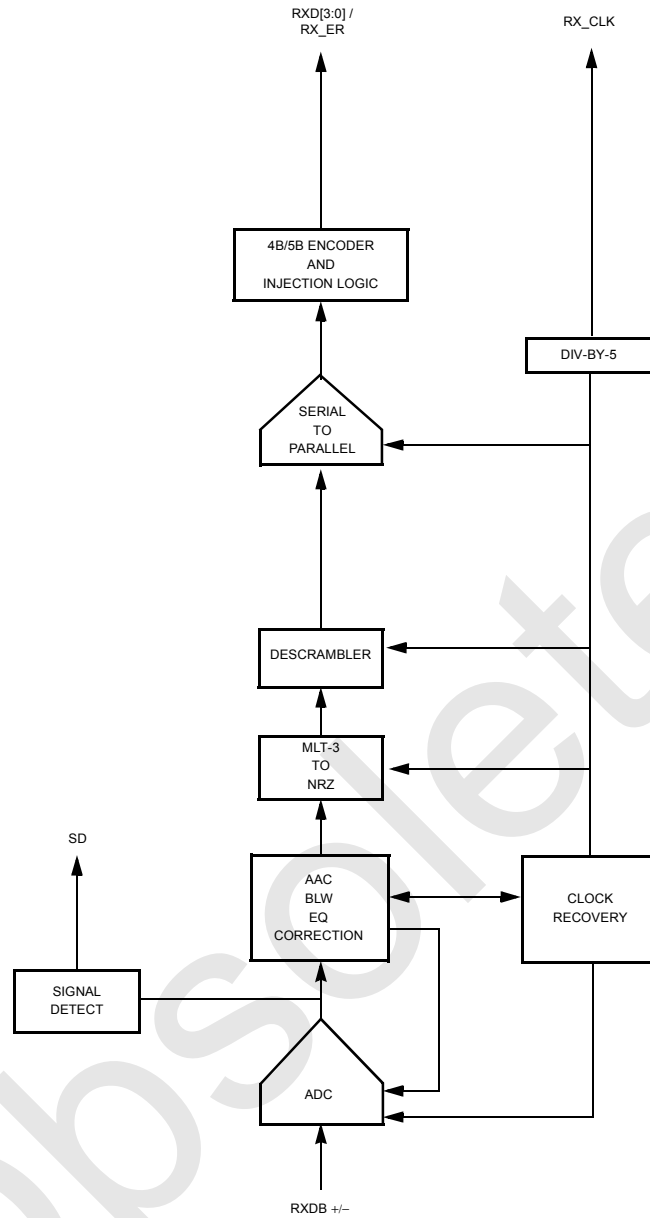 RXD[3:0] /
RX_ER
RX_CLK
4B/5B ENCODER
AND
INJECTION LOGIC
DIV-BY-5
SERIAL
TO
PARALLEL
DESCRAMBLER
MLT-3
TO
NRZ
SD
AAC
BLW
EQ
CORRECTION
CLOCK
RECOVERY
SIGNAL
DETECT
ADC
RXDB +/–
obsolete